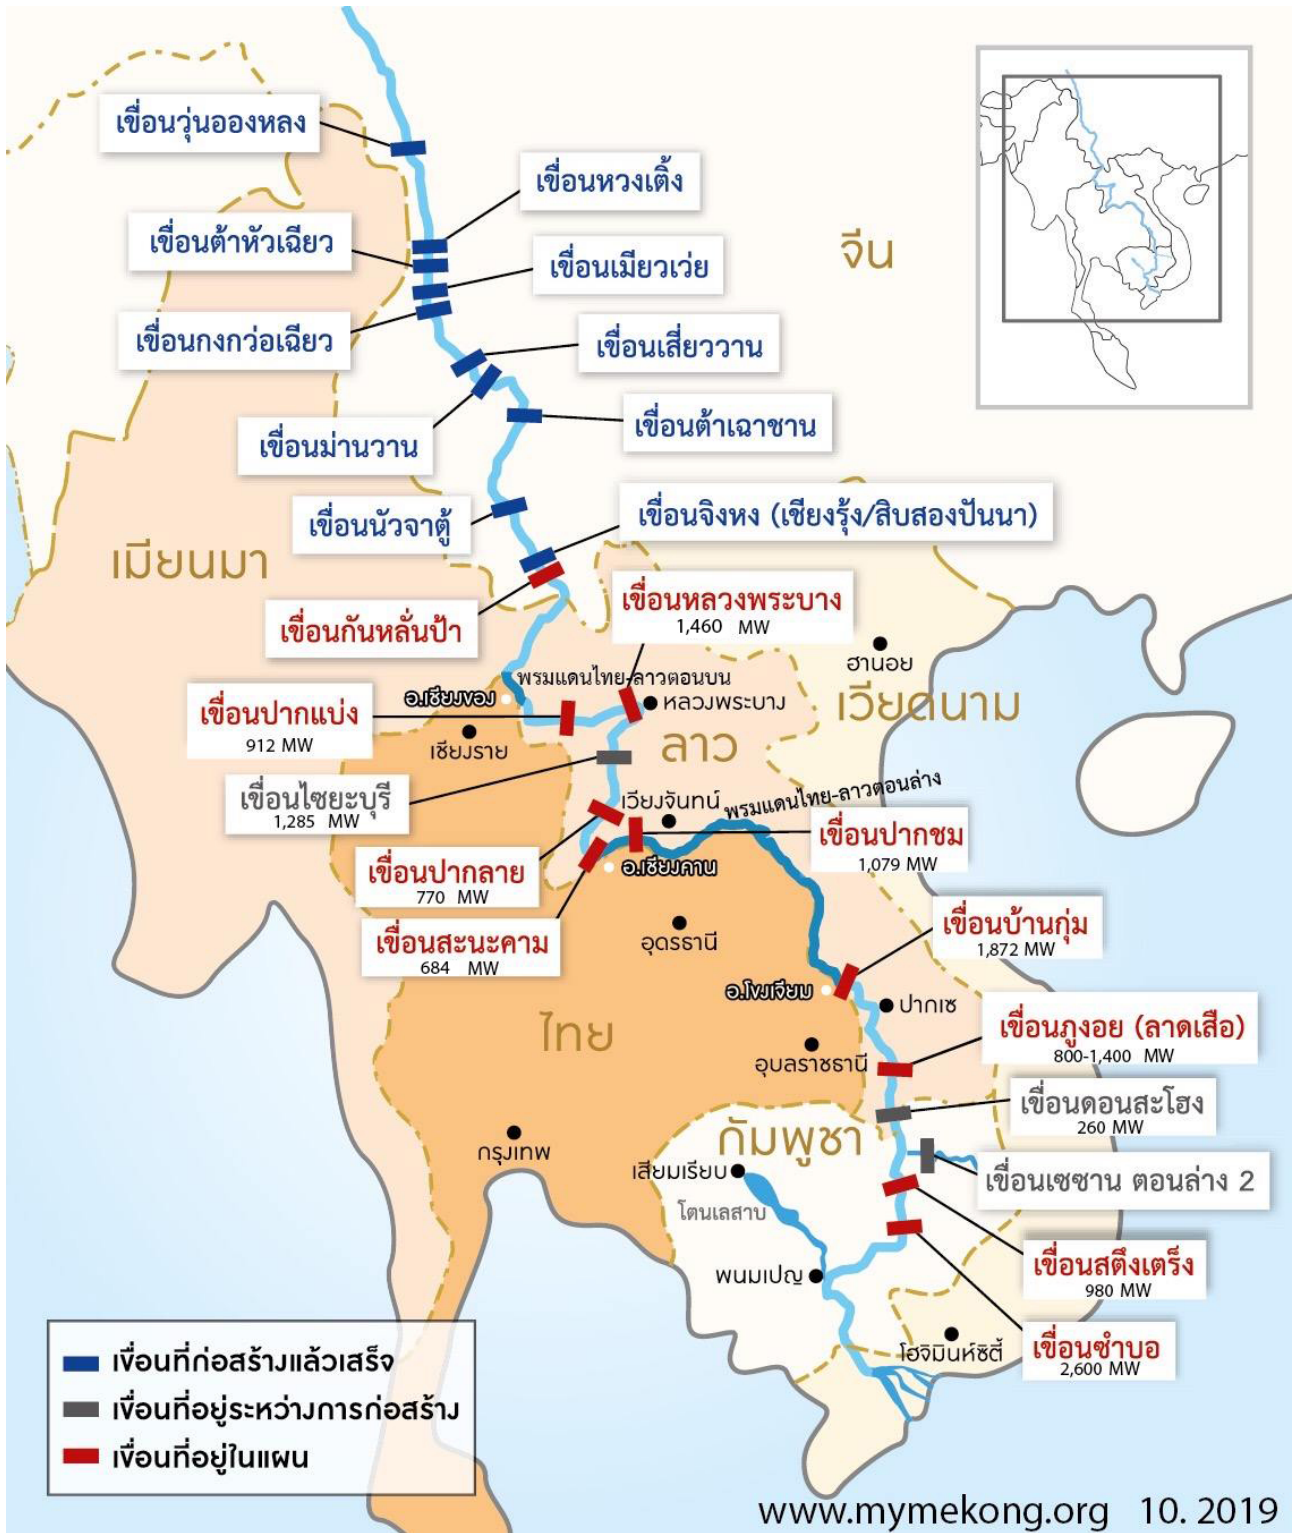 เขื่อนวุ่นอองหลง
เขื่อนหวงเติ้ง
เขื่อนต้าหัวเฉียว
จีน
เขื่อนเมียวเว่ย
เขื่อนกงกว่อเฉียว
เขื่อนเสี่ยววาน
เขื่อนต้าเฉาชาน
เขื่อนม่านวาน
เขื่อนนัวจาตู้
เขื่อนจิงหง (เชียงรุ้ง/สิบสองปันนา)
เมียนมา
เขื่อนหลวงพระบาง
1,460 MW
เขื่อนกันหลั่นป้า
ฮานอย
พรมแดนไทย-ลาวตอนบน
อ.เชียงของ
หลวงพระบาง
เวียดนาม
เขื่อนปากแบ่ง
912 MW
เชียงราย
ลาว
เขื่อนไซยะบุรี
1,285 MW
เวียงจันทน์
พรมแดนไทย-ลาวตอนล่าง
เขื่อนปากชม
1,079 MW
เขื่อนปากลาย
770 MW
อ.เชียงคาน
เขื่อนสะนะคาม
684 MW
อุดรธานี
เขื่อนบ้านกุ่ม
1,872 MW
อ.โขงเจียม
ปากเซ
ไทย
เขื่อนภูงอย (ลาดเสือ)
800-1,400 MW
อุบลราชธานี
เขื่อนดอนสะโฮง
260 MW
กัมพูชา
กรุงเทพ
เสียมเรียบ
เขื่อนเซซาน ตอนล่าง 2
โตนเลสาบ
เขื่อนสตึงเตร็ง
980 MW
พนมเปญ
โฮจิมินห์ซิตี้
เขื่อนซำบอ
2,600 MW
เขื่อนที่ก่อสร้างแล้วเสร็จ
เขื่อนที่อยู่ระหว่างการก่อสร้าง
เขื่อนที่อยู่ในแผน
www.mymekong.org 10. 2019